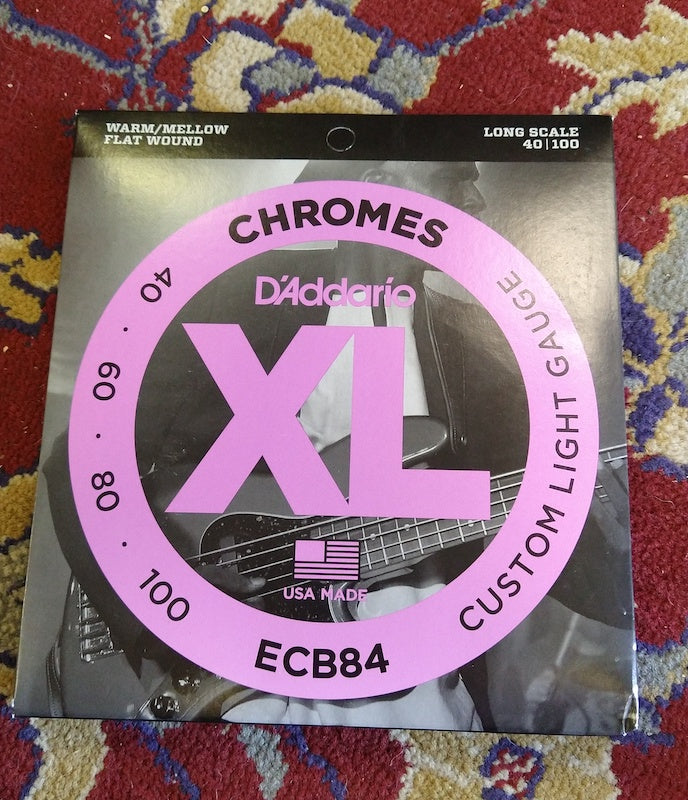 WARM/MELLOW
FLAT WOUND
LONG SCALE
40|100
CHROMES
D'Addario
XL
USA MADE
40 · 60 · 80 · 100
ECB84
CUSTOM LIGHT GAUGE